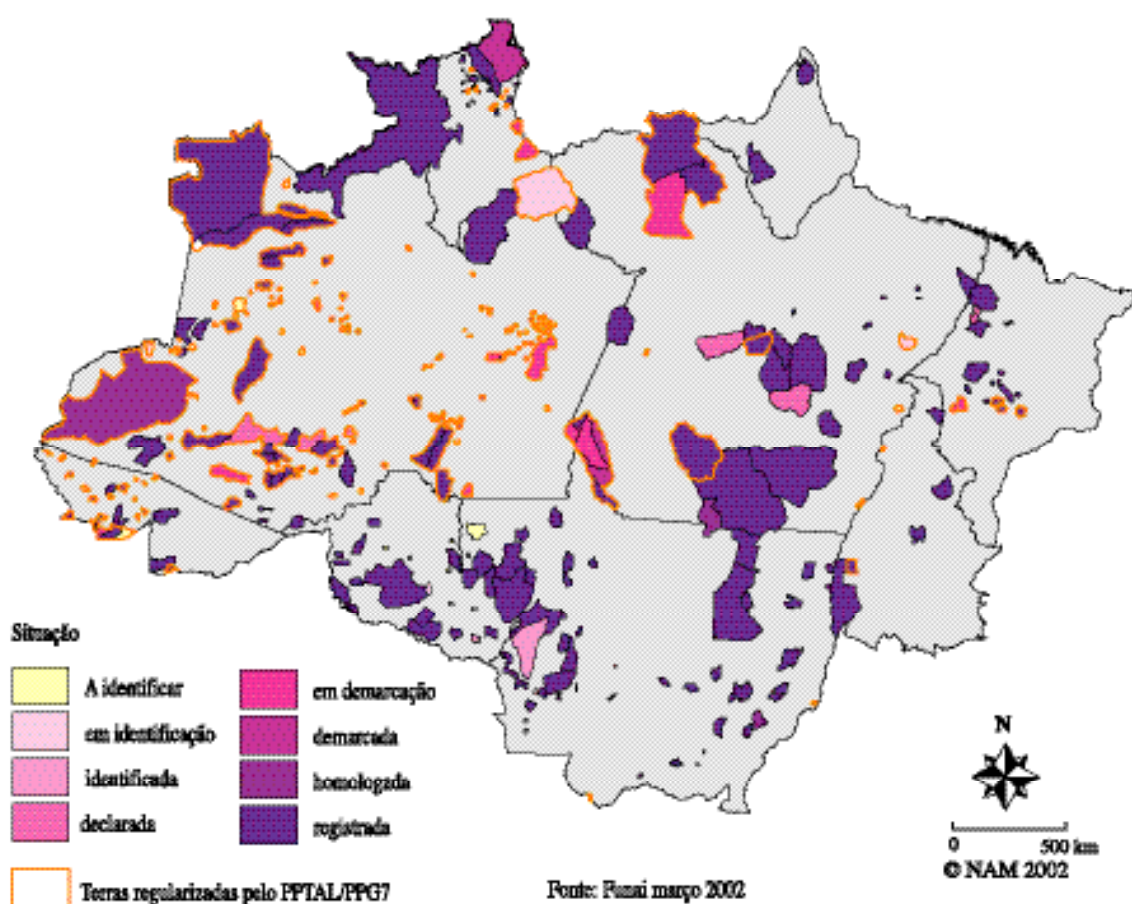 Situação
A identificar
em identificação
identificada
declarada
em demarcação
demarcada
homologada
registrada
Terras regularizadas pelo PPTAL/PPG7
Fonte: Funai março 2002
N
0 500 km
© NAM 2002